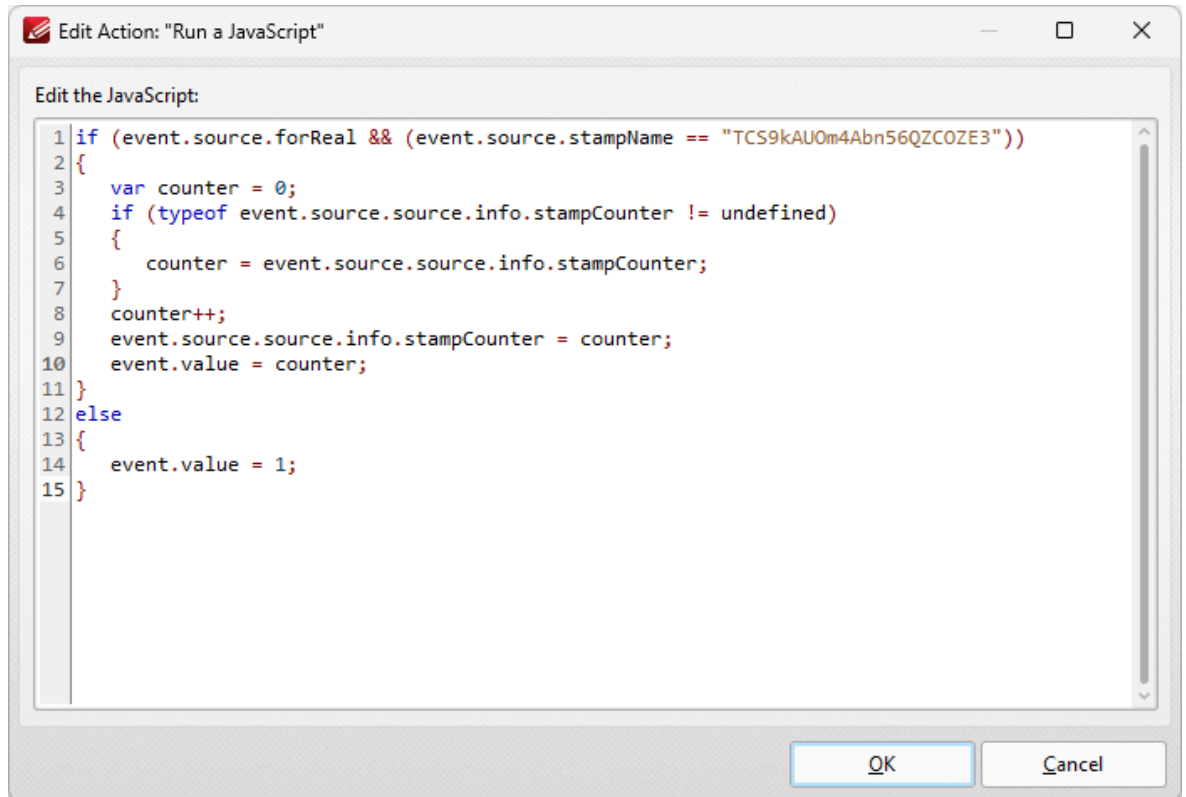 Edit Action: "Run a JavaScript"
Edit the JavaScript:
1 if (event.source.forReal && (event.source.stampName == "TCS9kAUOm4Abn56QZCOZE3"))
2 {
3    var counter = 0;
4    if (typeof event.source.source.info.stampCounter != undefined)
5    {
6       counter = event.source.source.info.stampCounter;
7    }
8    counter++;
9    event.source.source.info.stampCounter = counter;
10    event.value = counter;
11 }
12 else
13 {
14    event.value = 1;
15 }
OK Cancel